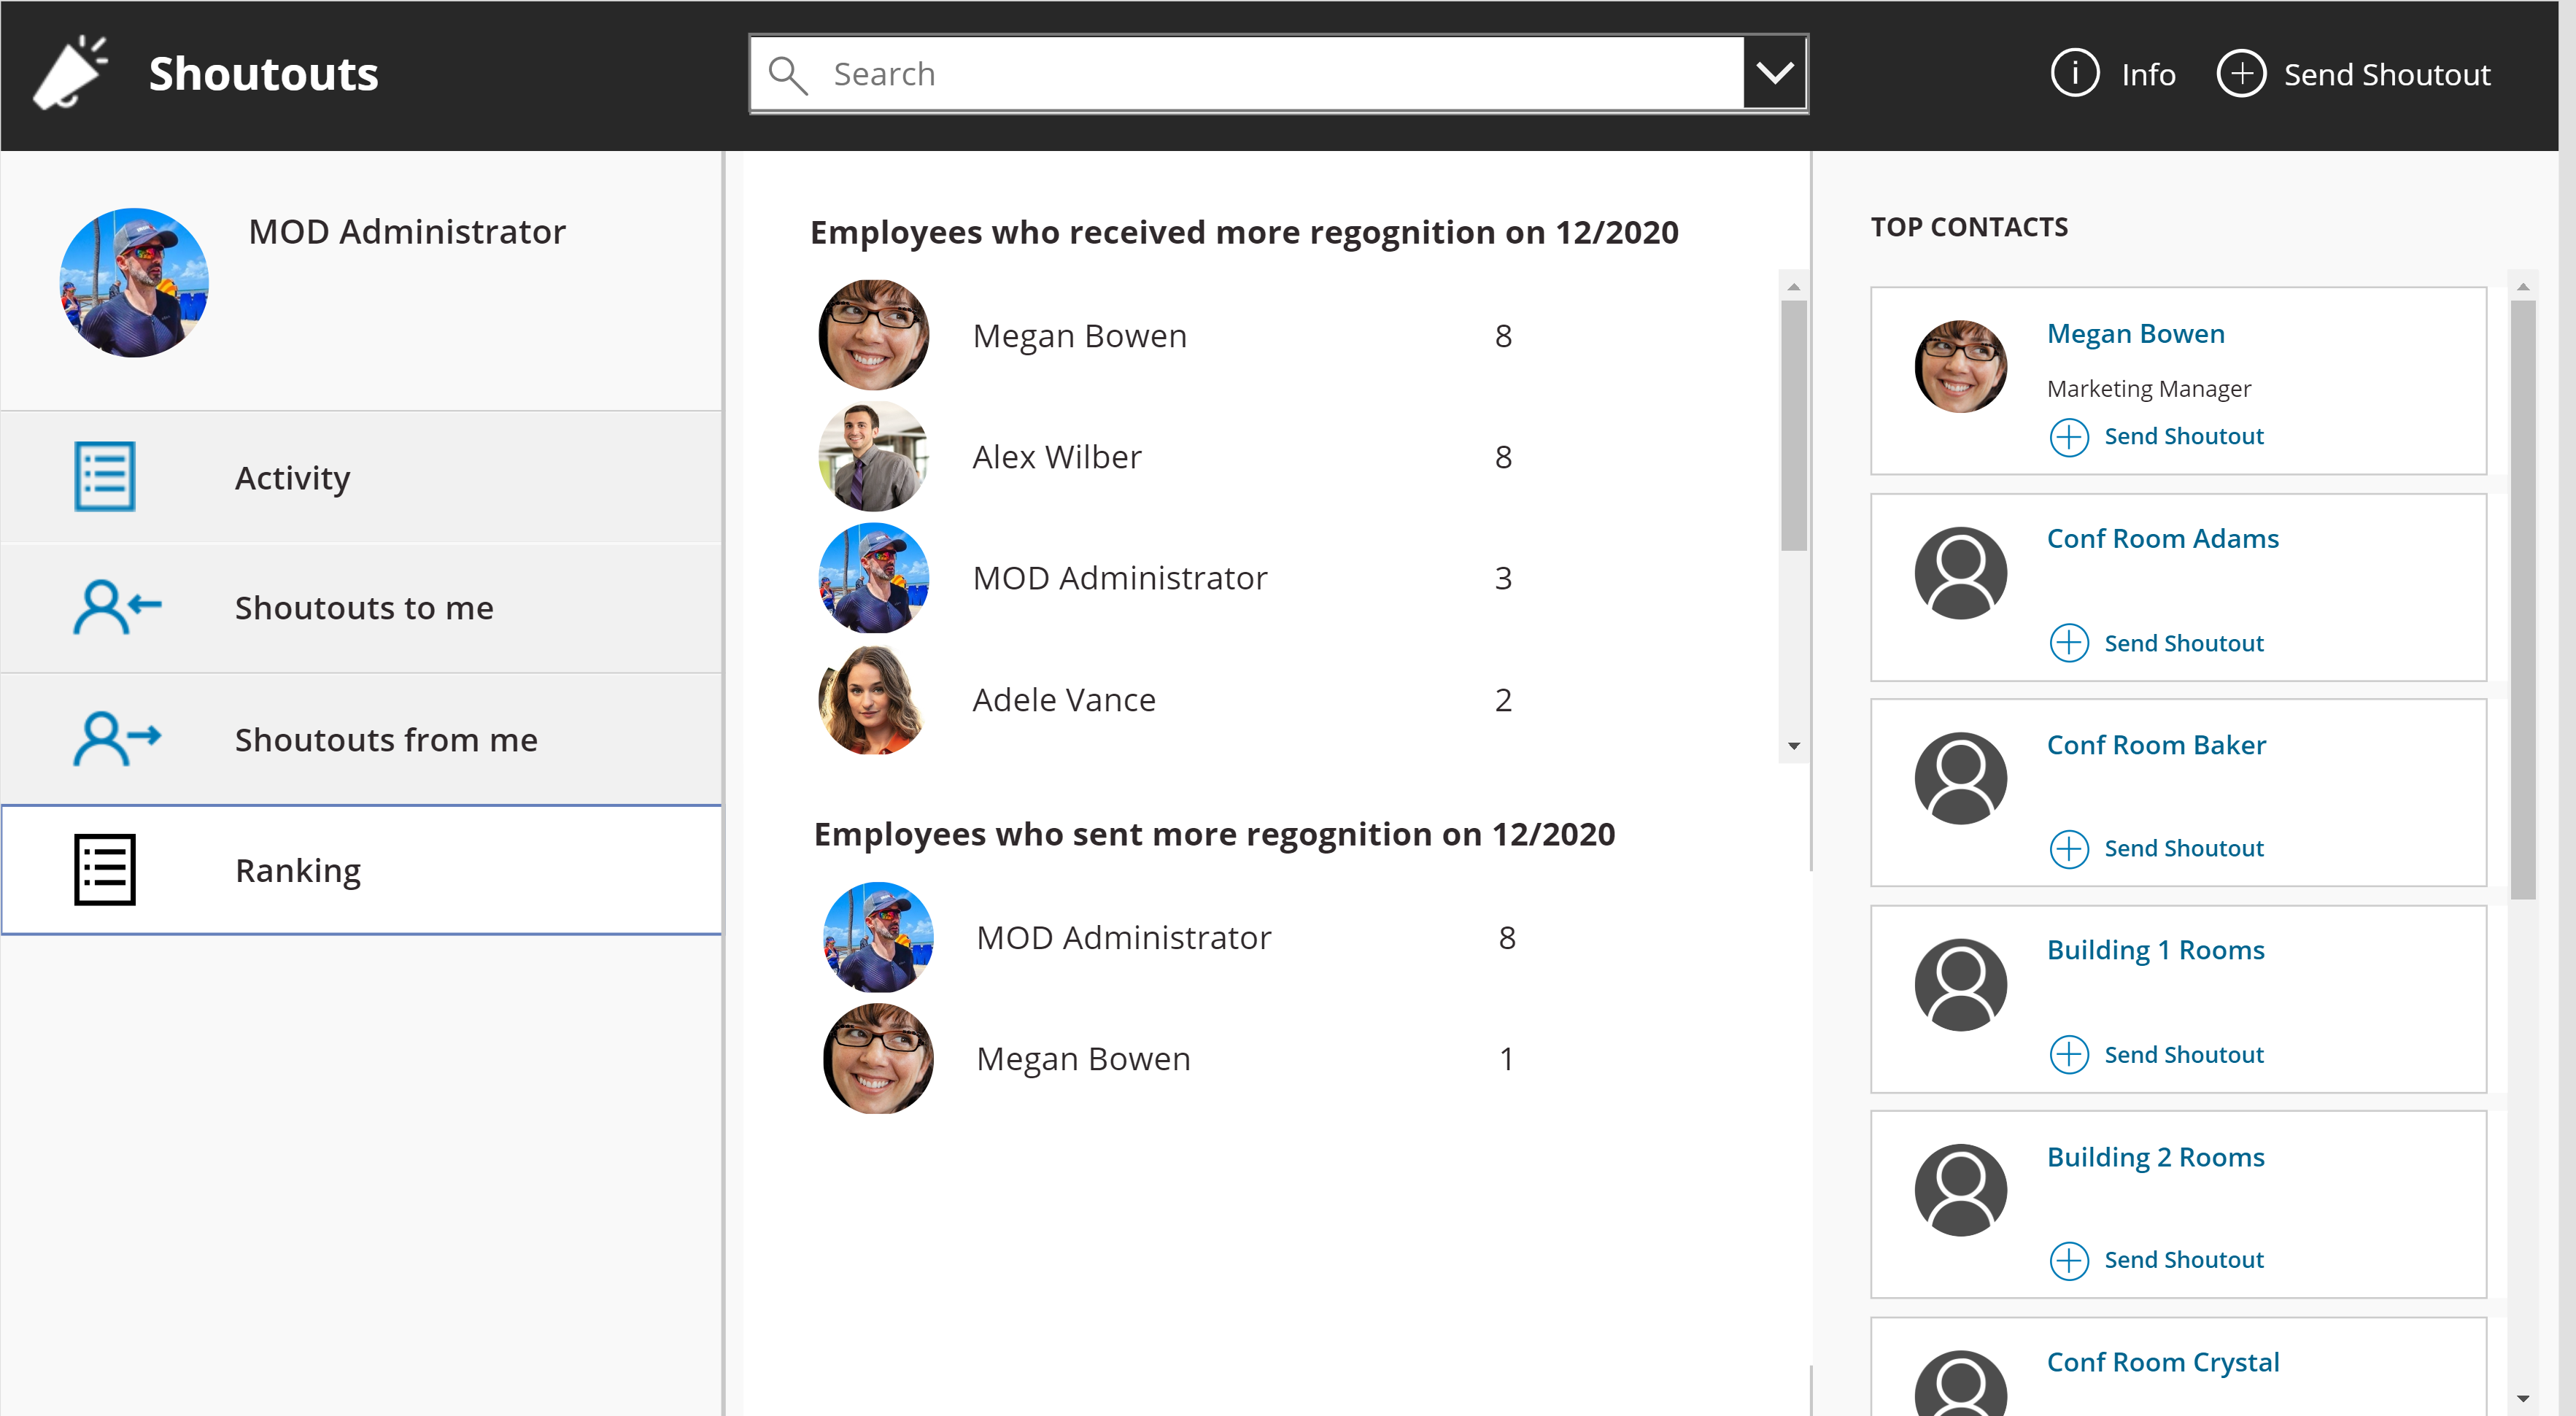 Shoutouts
Search
Info
Send Shoutout
MOD Administrator
Activity
Shoutouts to me
Shoutouts from me
Ranking
Employees who received more regognition on 12/2020
Megan Bowen 8
Alex Wilber 8
MOD Administrator 3
Adele Vance 2
Employees who sent more regognition on 12/2020
MOD Administrator 8
Megan Bowen 1
TOP CONTACTS
Megan Bowen
Marketing Manager
Send Shoutout
Conf Room Adams
Send Shoutout
Conf Room Baker
Send Shoutout
Building 1 Rooms
Send Shoutout
Building 2 Rooms
Send Shoutout
Conf Room Crystal